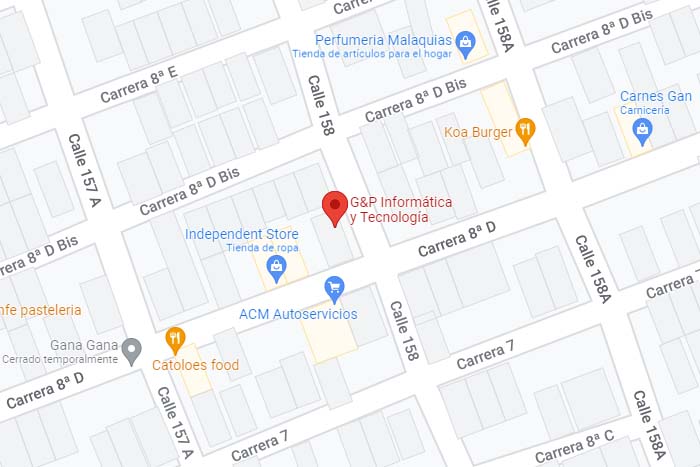 Perfumeria Malaquias
Tienda de artículos para el hogar
Calle 158A
Carrera 8ª D Bis
Carrera 8ª E
Calle 158
Carrera 8ª D Bis
Carnes Gan
Carnicería
Koa Burger
Calle 157 A
Carrera 8ª D Bis
G&P Informática
y Tecnología
Independent Store
Tienda de ropa
Carrera 8ª D
rrera 8ª D Bis
Calle 158A
nfe pasteleria
ACM Autoservicios
Carrera
Calle 158
Gana Gana
Cerrado temporalmente
Catoloes food
Carrera 7
Carrera 8ª D
Calle 157 A
Carrera 7
Calle 158A
Carrera 8ª C